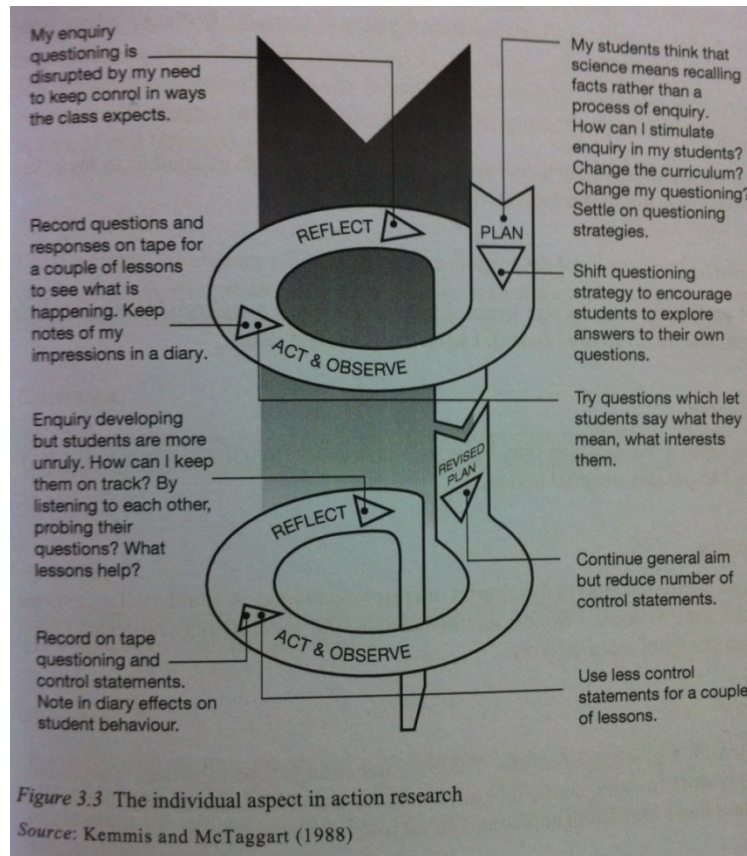 My enquiry
questioning is
disrupted by my need
to keep conrol in ways
the class expects.
My students think that
science means recalling
facts rather than a
process of enquiry.
How can I stimulate
enquiry in my students?
Change the curriculum?
Change my questioning?
Settle on questioning
strategies.
REFLECT
PLAN
Record questions and
responses on tape for
a couple of lessons
to see what is
happening. Keep
notes of my
impressions in a diary.
Shift questioning
strategy to encourage
students to explore
answers to their own
questions.
ACT & OBSERVE
Try questions which let
students say what they
mean, what interests
them.
Enquiry developing
but students are more
unruly. How can I keep
them on track? By
listening to each other,
probing their
questions? What
lessons help?
REVISED
PLAN
REFLECT
Continue general aim
but reduce number of
control statements.
Record on tape
questioning and
control statements.
Note in diary effects on
student behaviour.
ACT & OBSERVE
Use less control
statements for a couple
of lessons.
Figure 3.3 The individual aspect in action research
Source: Kemmis and McTaggart (1988)